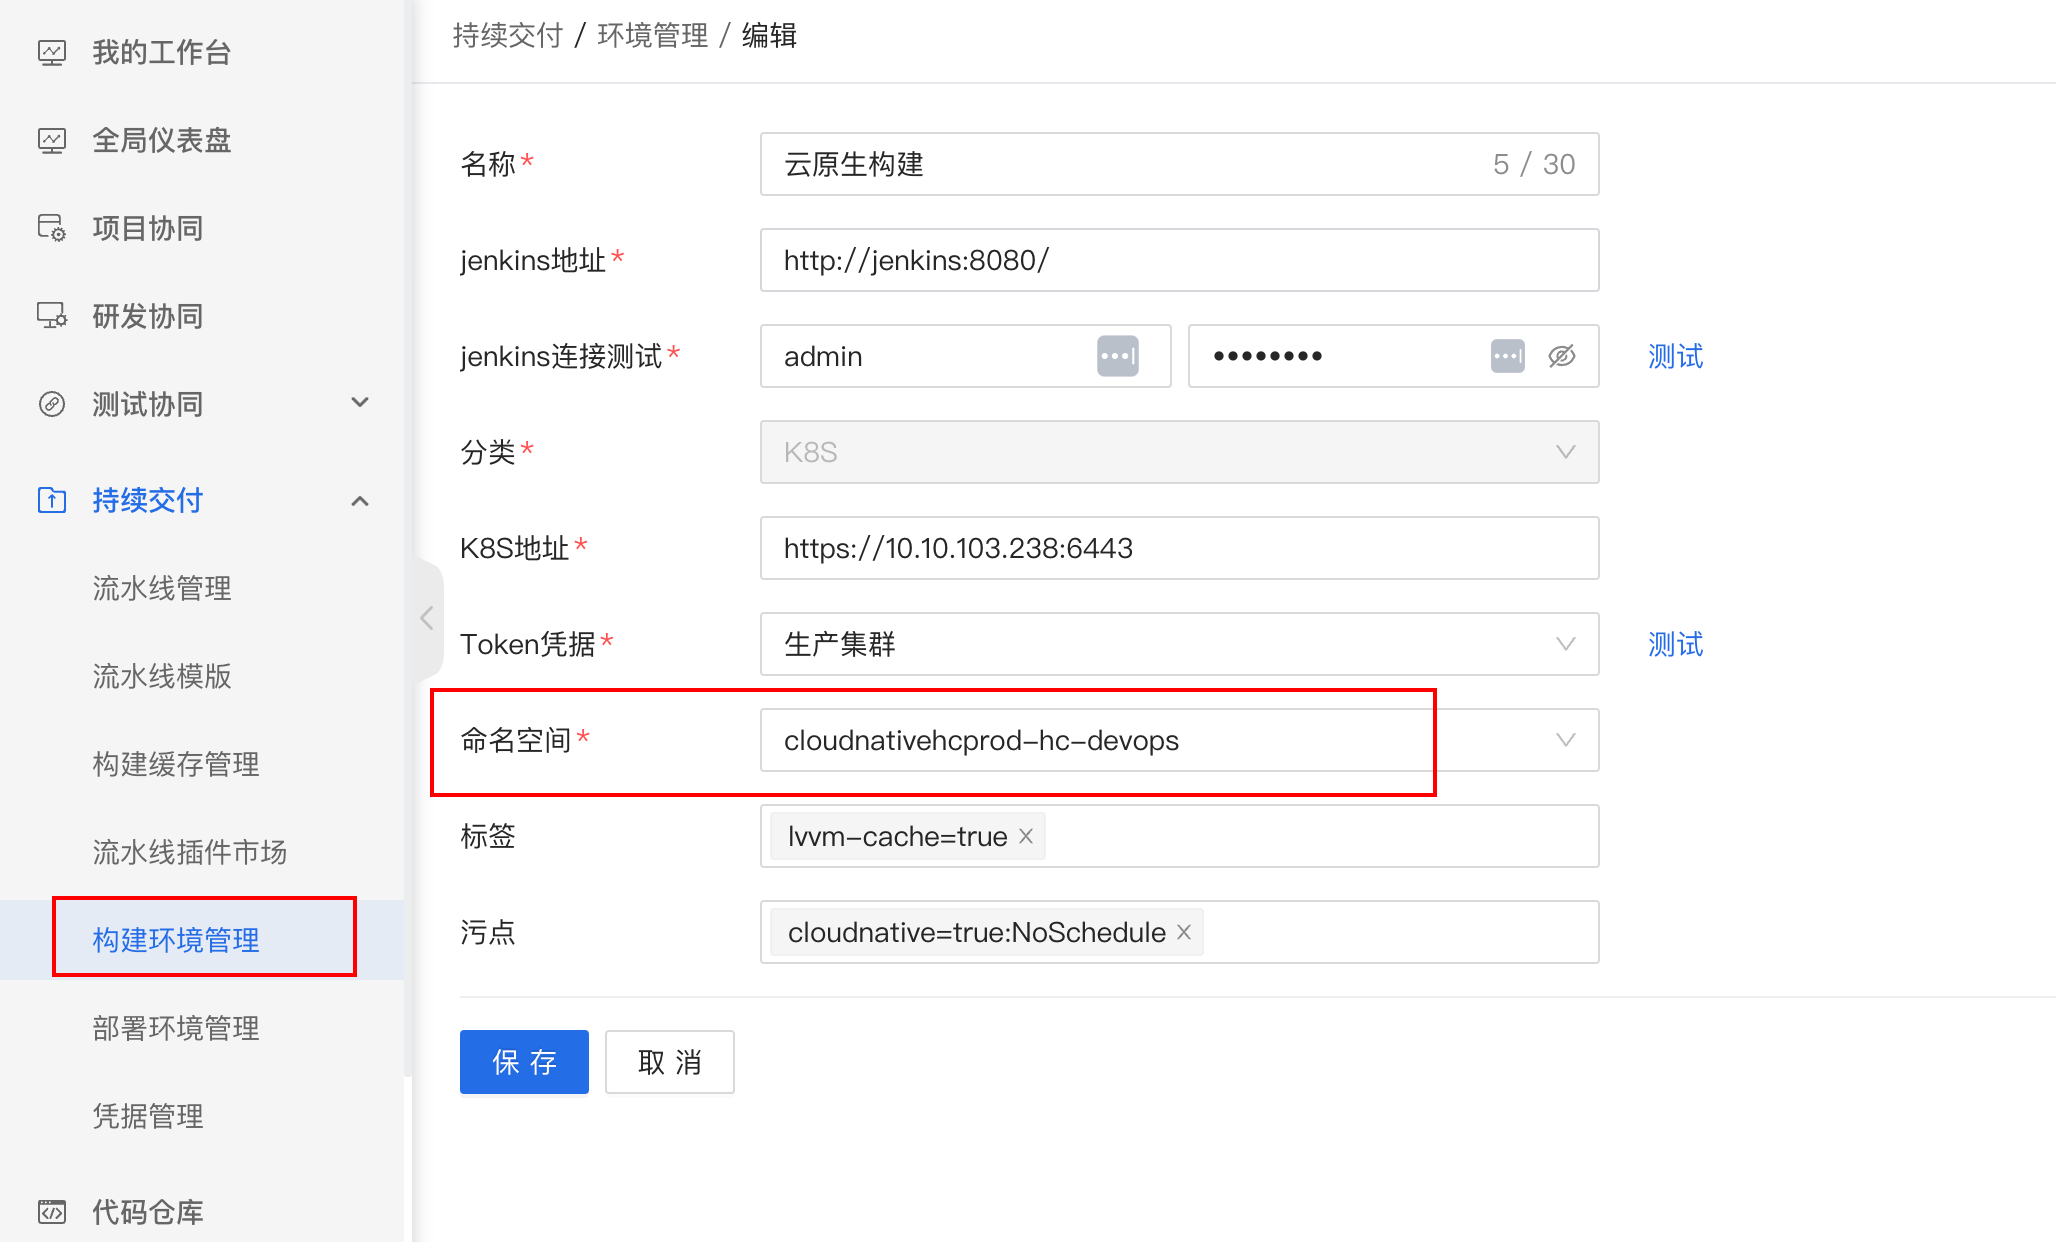 我的工作台
全局仪表盘
项目协同
研发协同
测试协同
持续交付
流水线管理
流水线模版
构建缓存管理
流水线插件市场
构建环境管理
部署环境管理
凭据管理
代码仓库
持续交付 / 环境管理 / 编辑
名称* 云原生构建 5 / 30
jenkins地址* http://jenkins:8080/
jenkins连接测试* admin •••••••• 测试
分类* K8S
K8S地址* https://10.10.103.238:6443
Token凭据* 生产集群 测试
命名空间* cloudnativehcprod-hc-devops
标签 lvvm-cache=true ×
污点 cloudnative=true:NoSchedule ×
保 存 取 消